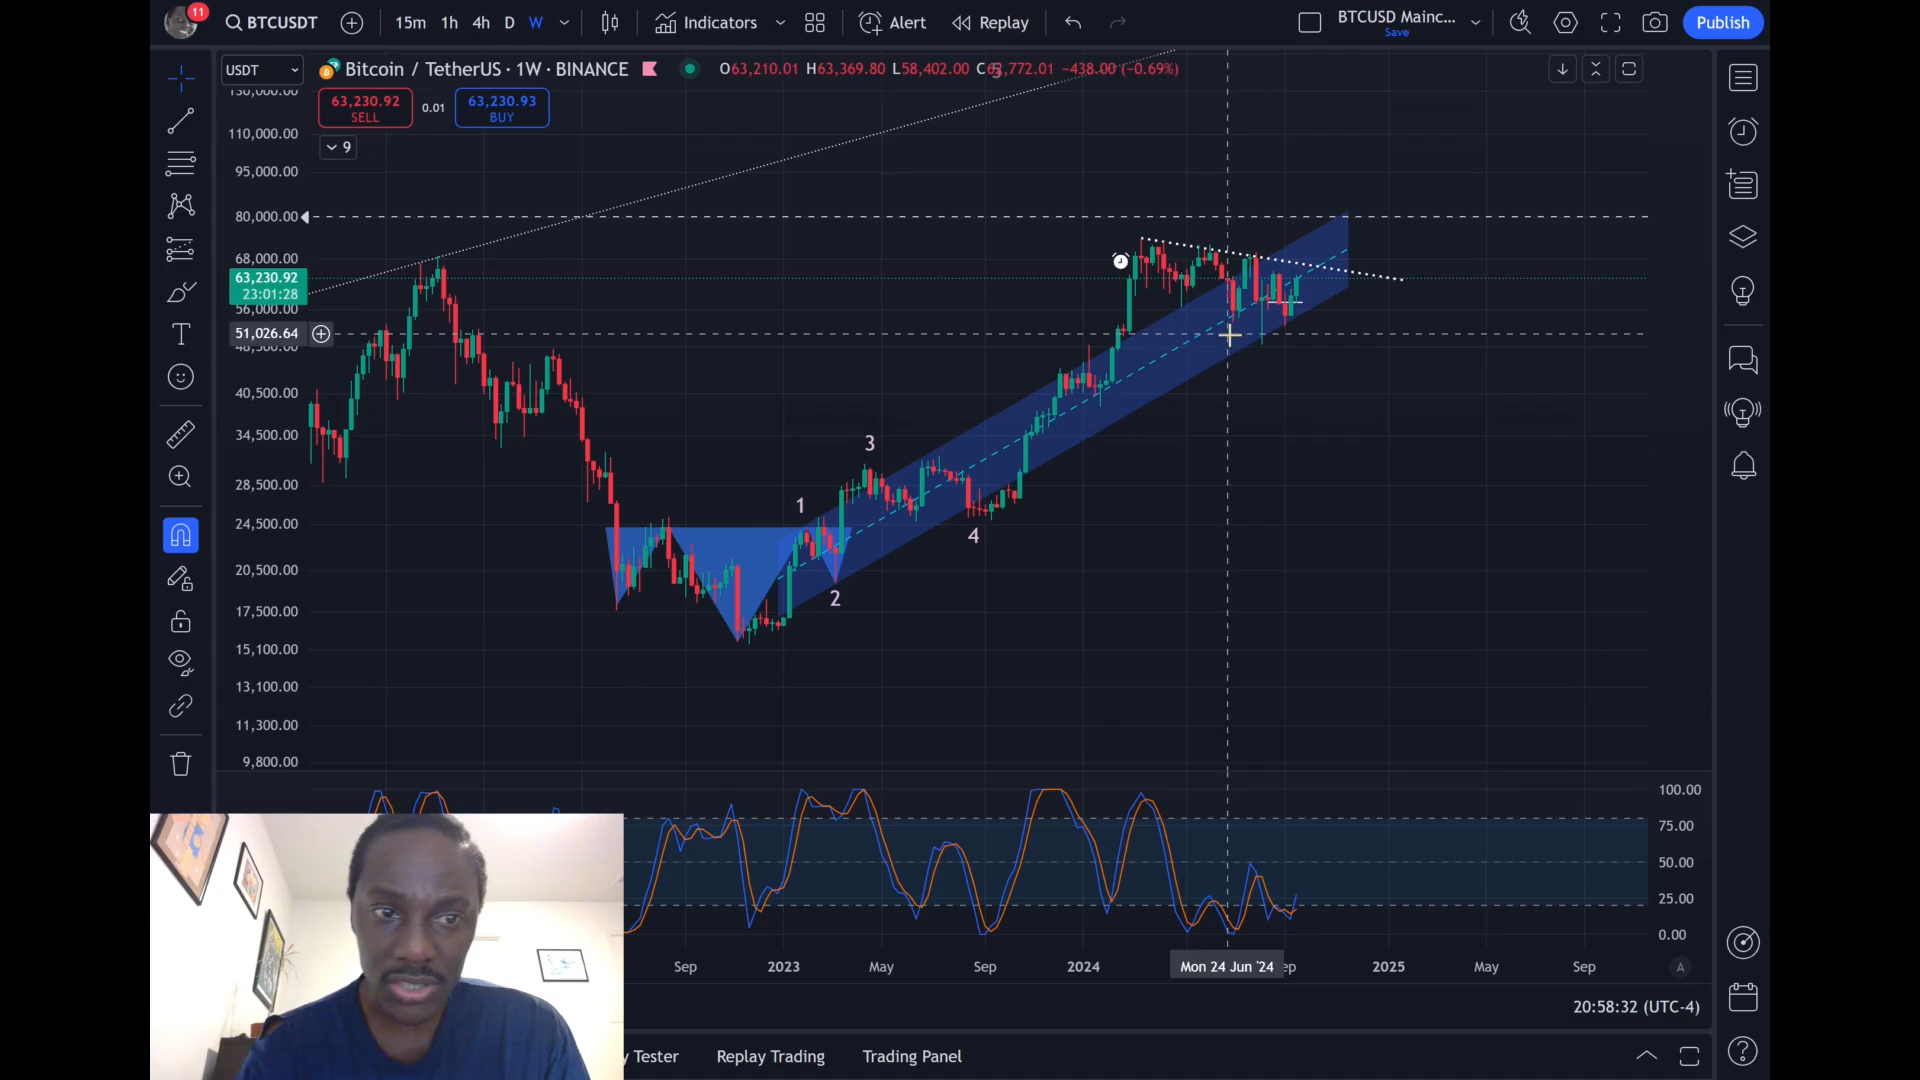 11
BTCUSDT
15m 1h 4h D W
Indicators
Alert
Replay
BTCUSD Mainc...
Save
Publish
USDT
Bitcoin / TetherUS · 1W · BINANCE
O63,210.01 H63,369.80 L58,402.00
−438.00 (−0.69%)
63,230.92
SELL
0.01
63,230.93
BUY
9
110,000.00
95,000.00
80,000.00
68,000.00
63,230.92
23:01:28
56,000.00
51,026.64
40,500.00
34,500.00
28,500.00
24,500.00
20,500.00
17,500.00
15,100.00
13,100.00
11,300.00
9,800.00
1
2
3
4
100.00
75.00
50.00
25.00
0.00
Sep 2023 May Sep 2024 Mon 24 Jun '24 2025 May Sep
A
20:58:32 (UTC-4)
Tester
Replay Trading
Trading Panel